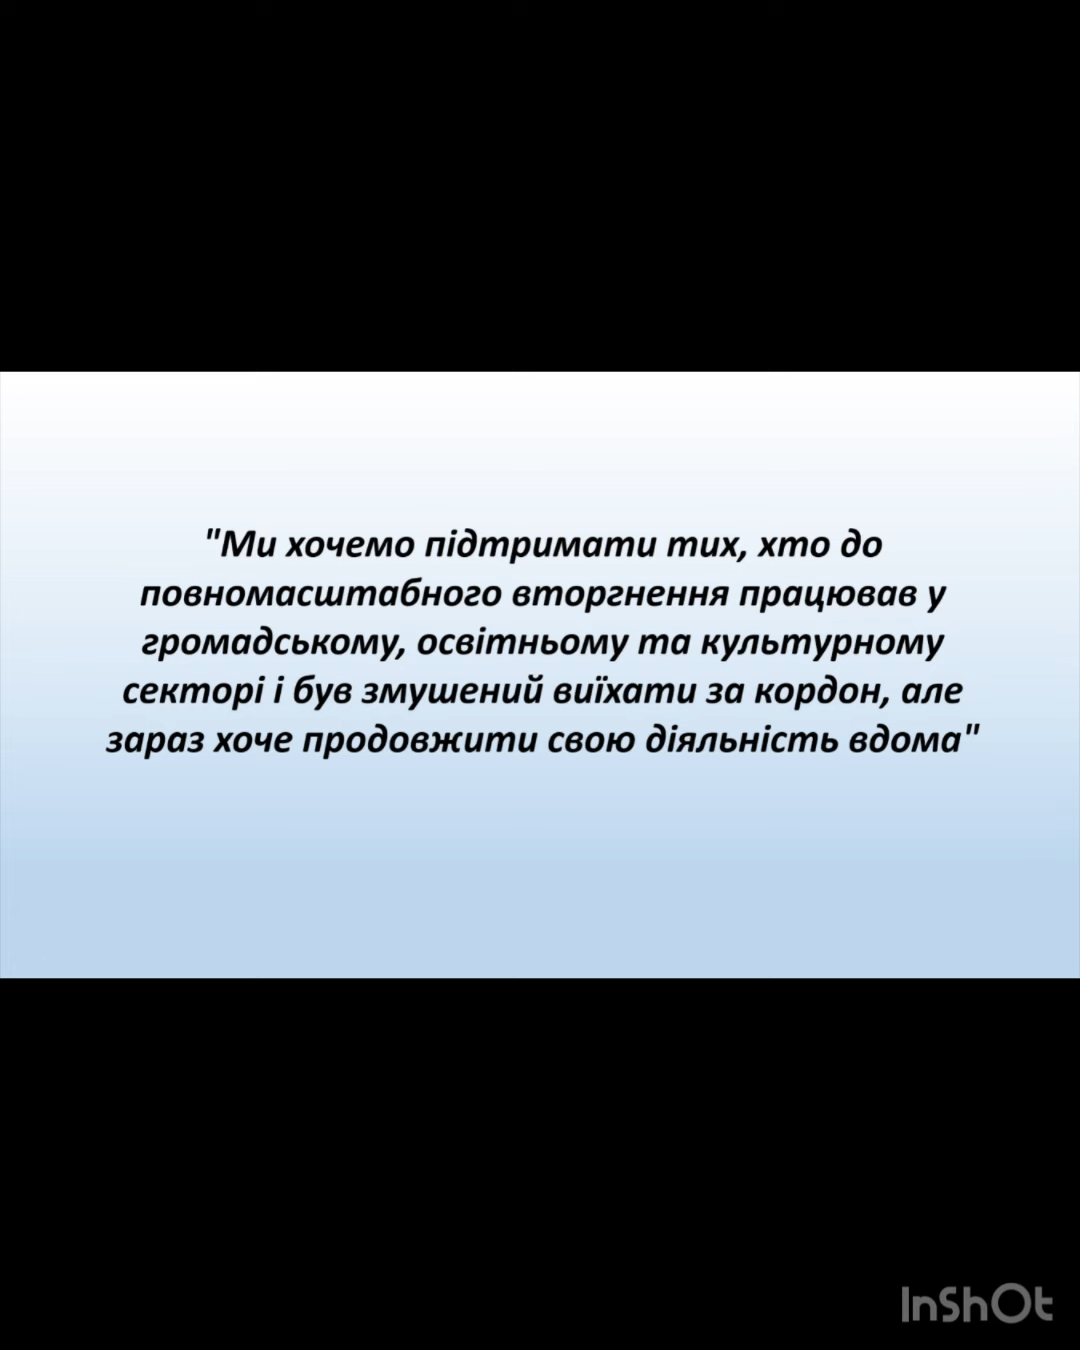 "Ми хочемо підтримати тих, хто до
повномасштабного вторгнення працював у
громадському, освітньому та культурному
секторі і був змушений виїхати за кордон, але
зараз хоче продовжити свою діяльність вдома"
InShOt